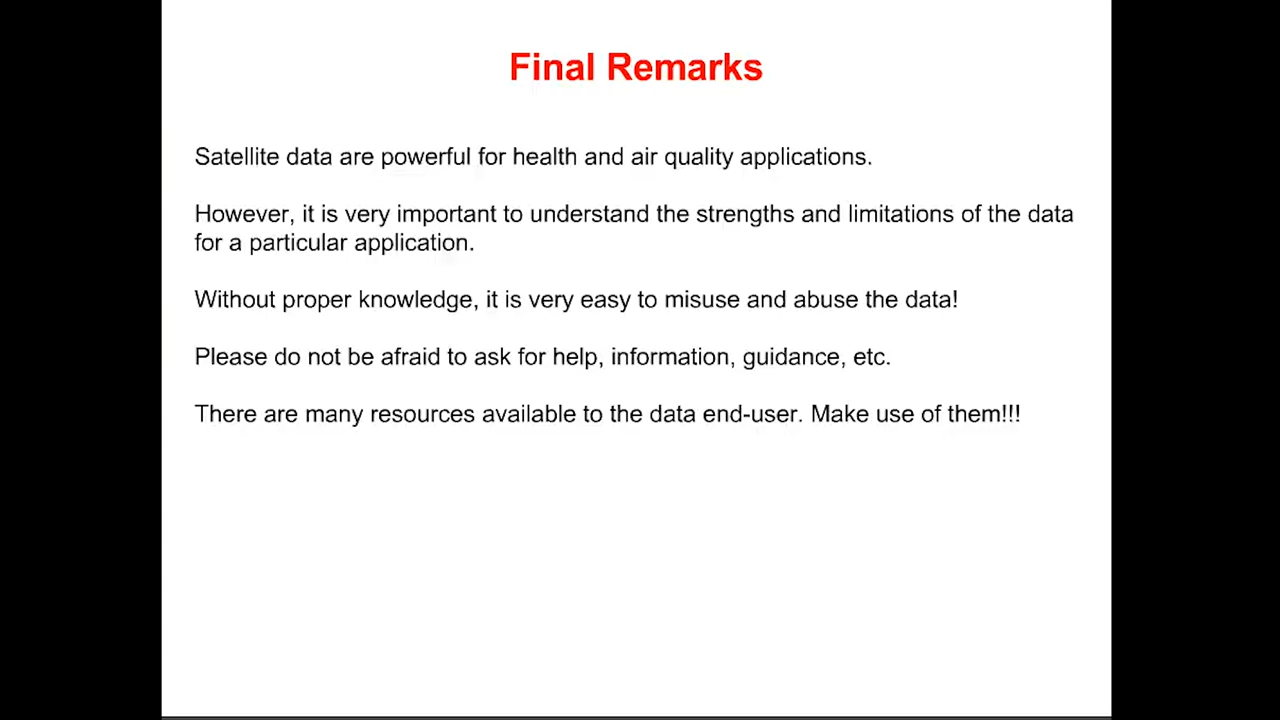 Final Remarks
Satellite data are powerful for health and air quality applications.
However, it is very important to understand the strengths and limitations of the data
for a particular application.
Without proper knowledge, it is very easy to misuse and abuse the data!
Please do not be afraid to ask for help, information, guidance, etc.
There are many resources available to the data end-user. Make use of them!!!